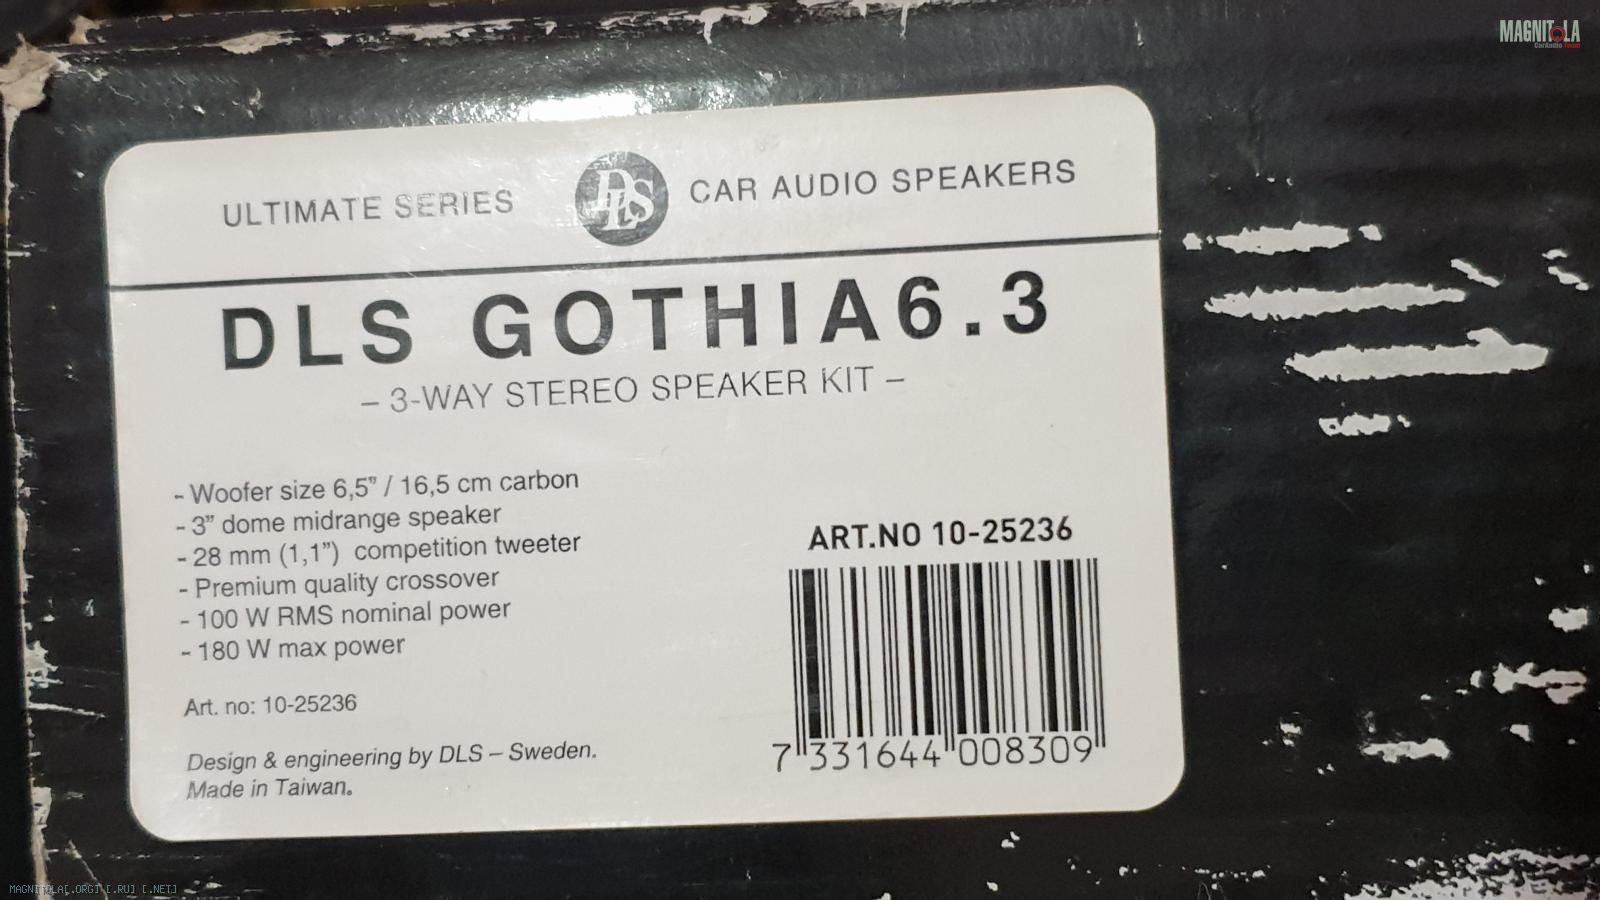 MAGNITOLA
CarAudio Team
ULTIMATE SERIES DLS CAR AUDIO SPEAKERS
DLS GOTHIA6.3
– 3-WAY STEREO SPEAKER KIT –
- Woofer size 6,5” / 16,5 cm carbon
- 3” dome midrange speaker
- 28 mm (1,1”) competition tweeter
- Premium quality crossover
- 100 W RMS nominal power
- 180 W max power
Art. no: 10-25236
Design & engineering by DLS – Sweden.
Made in Taiwan.
ART.NO 10-25236
7 331644 008309
MAGNITOLA[.ORG] [.RU] [.NET]